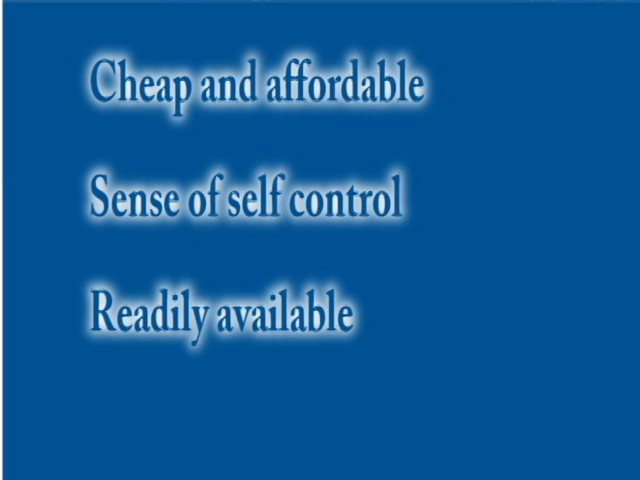 Cheap and affordable
Sense of self control
Readily available